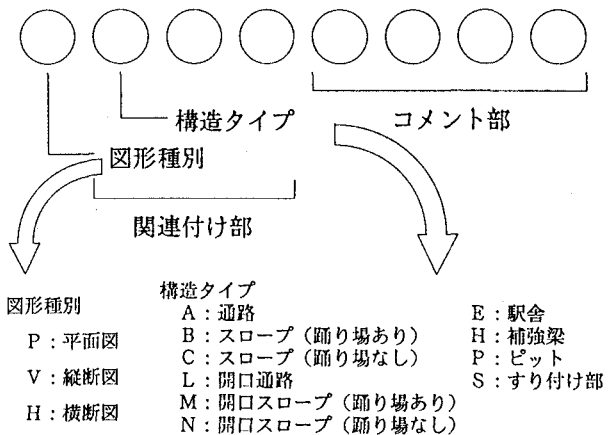 構造タイプ
コメント部
図形種別
関連付け部
図形種別
P：平面図
V：縦断図
H：横断図
構造タイプ
A：通路
B：スロープ（踊り場あり）
C：スロープ（踊り場なし）
L：開口通路
M：開口スロープ（踊り場あり）
N：開口スロープ（踊り場なし）
E：駅舎
H：補強梁
P：ピット
S：すり付け部